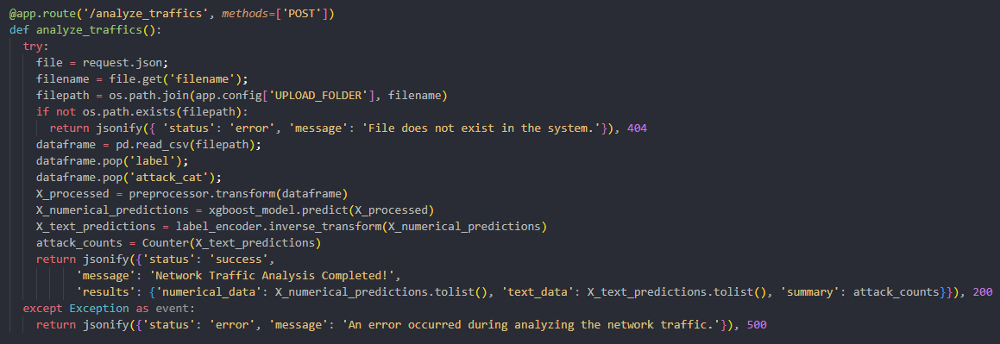 @app.route('/analyze_traffics', methods=['POST'])
def analyze_traffics():
  try:
    file = request.json;
    filename = file.get('filename');
    filepath = os.path.join(app.config['UPLOAD_FOLDER'], filename)
    if not os.path.exists(filepath):
      return jsonify({ 'status': 'error', 'message': 'File does not exist in the system.'}), 404
    dataframe = pd.read_csv(filepath);
    dataframe.pop('label');
    dataframe.pop('attack_cat');
    X_processed = preprocessor.transform(dataframe)
    X_numerical_predictions = xgboost_model.predict(X_processed)
    X_text_predictions = label_encoder.inverse_transform(X_numerical_predictions)
    attack_counts = Counter(X_text_predictions)
    return jsonify({'status': 'success',
          'message': 'Network Traffic Analysis Completed!',
          'results': {'numerical_data': X_numerical_predictions.tolist(), 'text_data': X_text_predictions.tolist(), 'summary': attack_counts}}), 200
  except Exception as event:
    return jsonify({'status': 'error', 'message': 'An error occurred during analyzing the network traffic.'}), 500